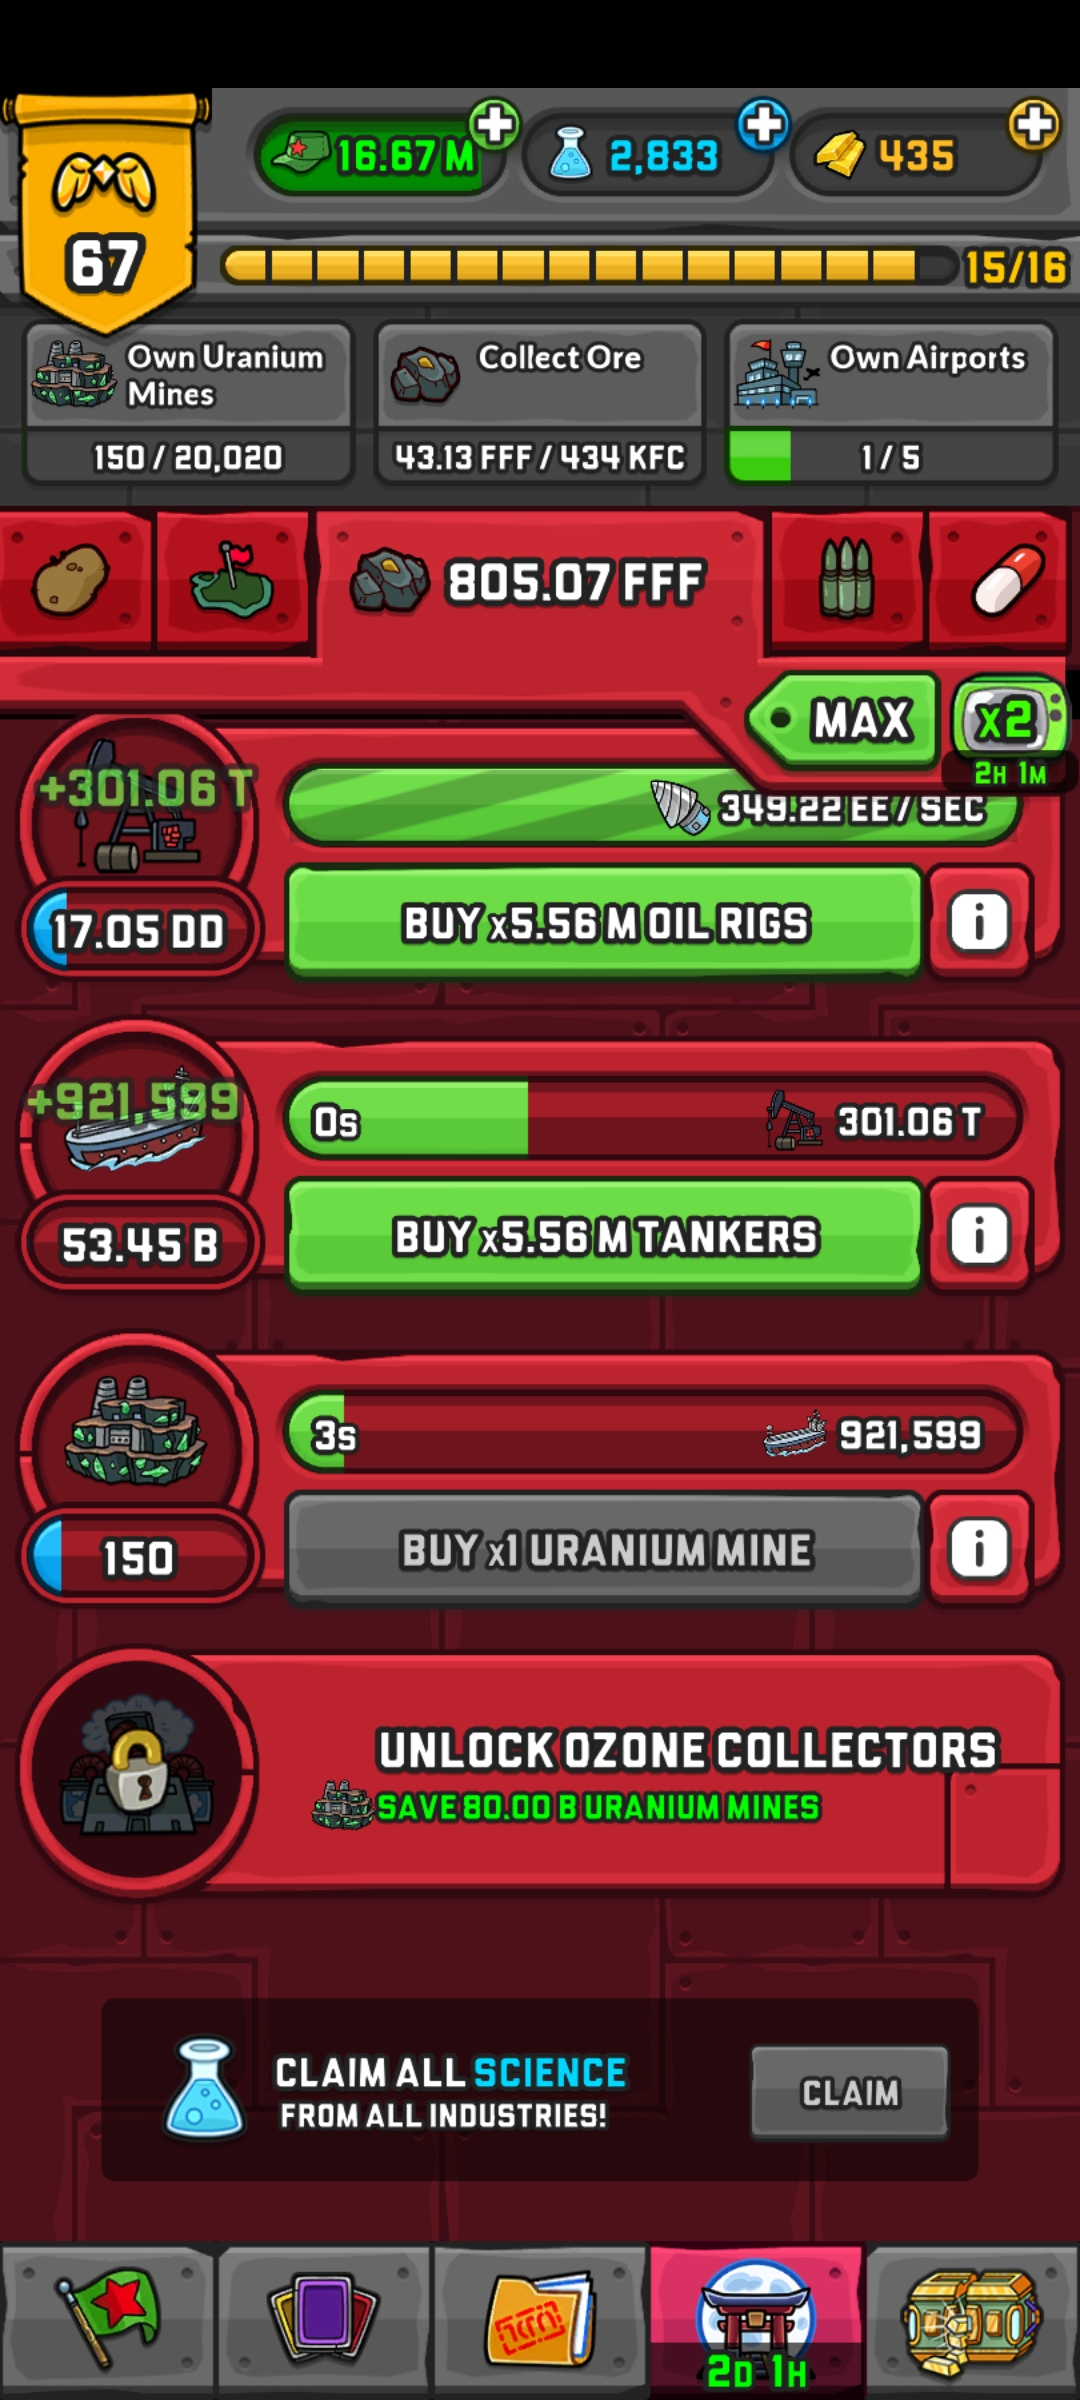 16.67 M
2,833
435
67
15/16
Own Uranium
Mines
150 / 20,020
Collect Ore
43.13 FFF / 434 KFC
Own Airports
1 / 5
805.07 FFF
MAX
x2
2H 1M
+301.06 T
349.22 EE / SEC
17.05 DD
BUY x5.56 M OIL RIGS
i
+921,599
0s
301.06 T
53.45 B
BUY x5.56 M TANKERS
i
3s
921,599
150
BUY x1 URANIUM MINE
i
UNLOCK OZONE COLLECTORS
SAVE 80.00 B URANIUM MINES
CLAIM ALL SCIENCE
FROM ALL INDUSTRIES!
CLAIM
2D 1H